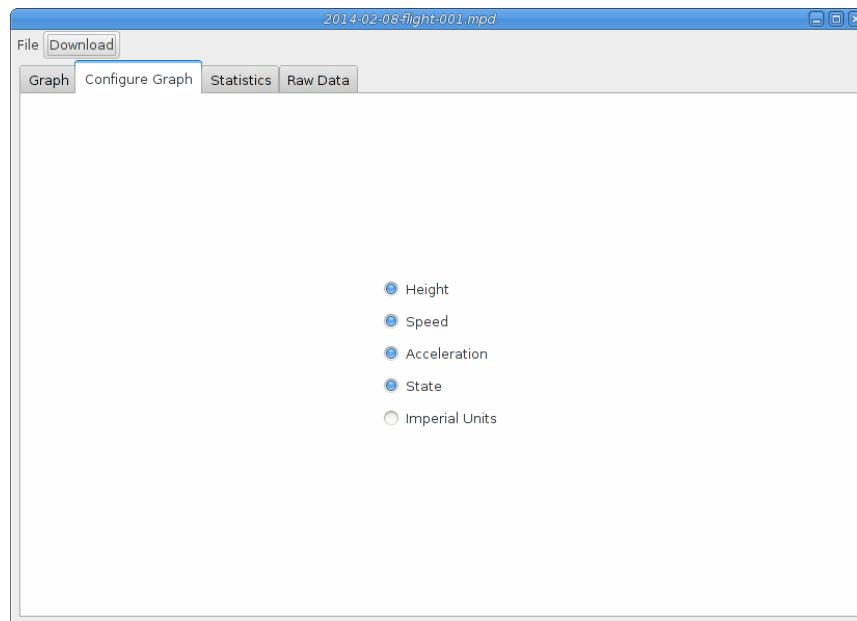 2014-02-08-flight-001.mpd
File Download
Graph Configure Graph Statistics Raw Data
Height
Speed
Acceleration
State
Imperial Units